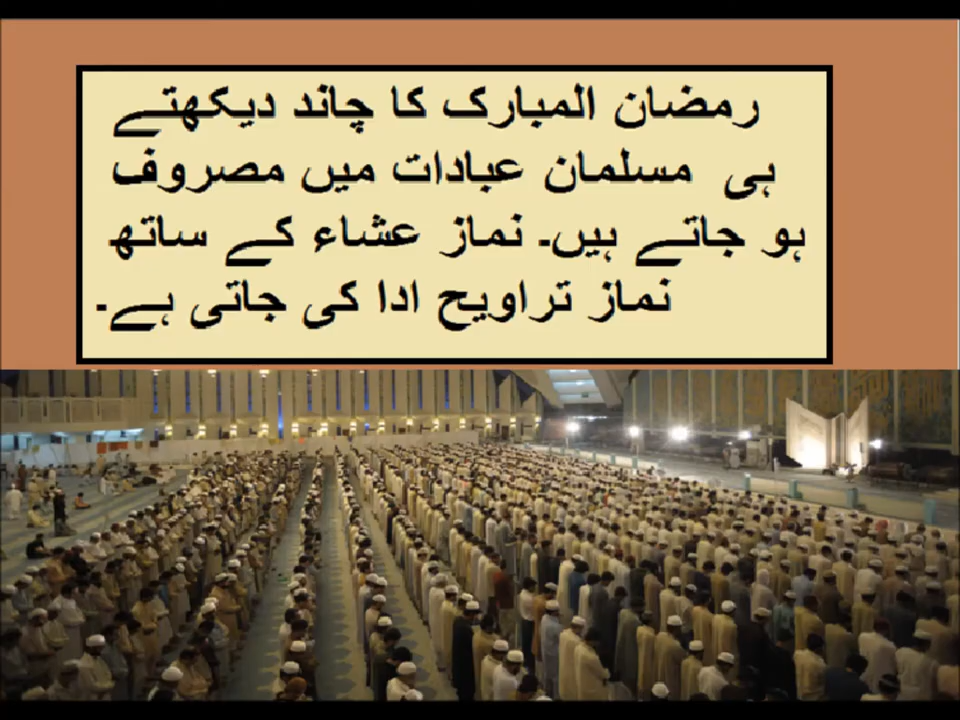 رمضان المبارک کا چاند دیکھتے
ہی مسلمان عبادات میں مصروف
ہو جاتے ہیں۔ نماز عشاء کے ساتھ
نماز تراویح ادا کی جاتی ہے۔